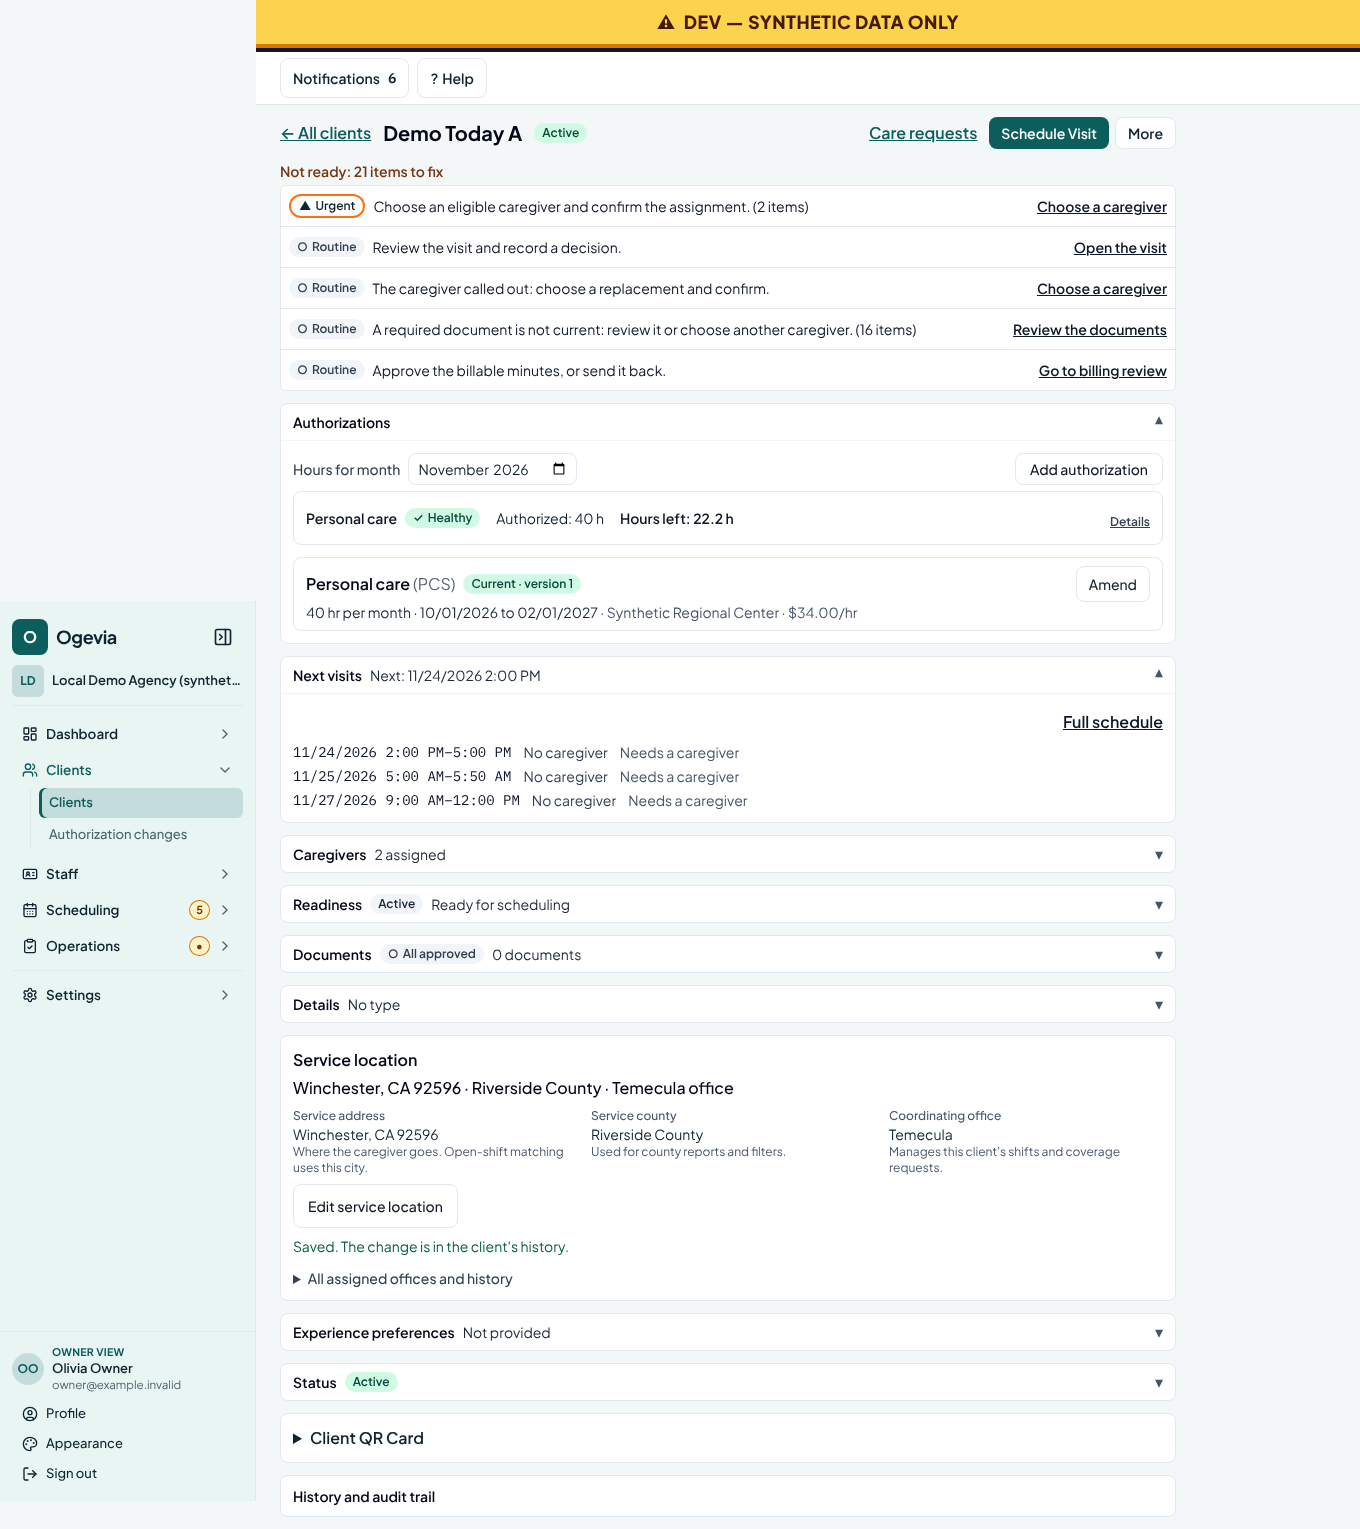 ⚠ DEV — SYNTHETIC DATA ONLY
Notifications 6 ? Help
← All clients Demo Today A Active Care requests Schedule Visit More
Not ready: 21 items to fix
▲ Urgent Choose an eligible caregiver and confirm the assignment. (2 items) Choose a caregiver
Routine Review the visit and record a decision. Open the visit
Routine The caregiver called out: choose a replacement and confirm. Choose a caregiver
Routine A required document is not current: review it or choose another caregiver. (16 items) Review the documents
Routine Approve the billable minutes, or send it back. Go to billing review
Authorizations ▲
Hours for month November 2026 Add authorization
Personal care ✓ Healthy Authorized: 40 h Hours left: 22.2 h Details
Personal care (PCS) Current · version 1 Amend
40 hr per month · 10/01/2026 to 02/01/2027 · Synthetic Regional Center · $34.00/hr
Next visits Next: 11/24/2026 2:00 PM ▲
Full schedule
11/24/2026 2:00 PM–5:00 PM No caregiver Needs a caregiver
11/25/2026 5:00 AM–5:50 AM No caregiver Needs a caregiver
11/27/2026 9:00 AM–12:00 PM No caregiver Needs a caregiver
Caregivers 2 assigned ▼
Readiness Active Ready for scheduling ▼
Documents All approved 0 documents ▼
Details No type ▼
Service location
Winchester, CA 92596 · Riverside County · Temecula office
Service address
Winchester, CA 92596
Where the caregiver goes. Open-shift matching
uses this city.
Service county
Riverside County
Used for county reports and filters.
Coordinating office
Temecula
Manages this client's shifts and coverage
requests.
Edit service location
Saved. The change is in the client's history.
▶ All assigned offices and history
Experience preferences Not provided ▼
Status Active ▼
▶ Client QR Card
History and audit trail
O Ogevia
LD Local Demo Agency (synthet...
Dashboard
Clients
Clients
Authorization changes
Staff
Scheduling 5
Operations
Settings
OWNER VIEW
OO Olivia Owner
owner@example.invalid
Profile
Appearance
Sign out